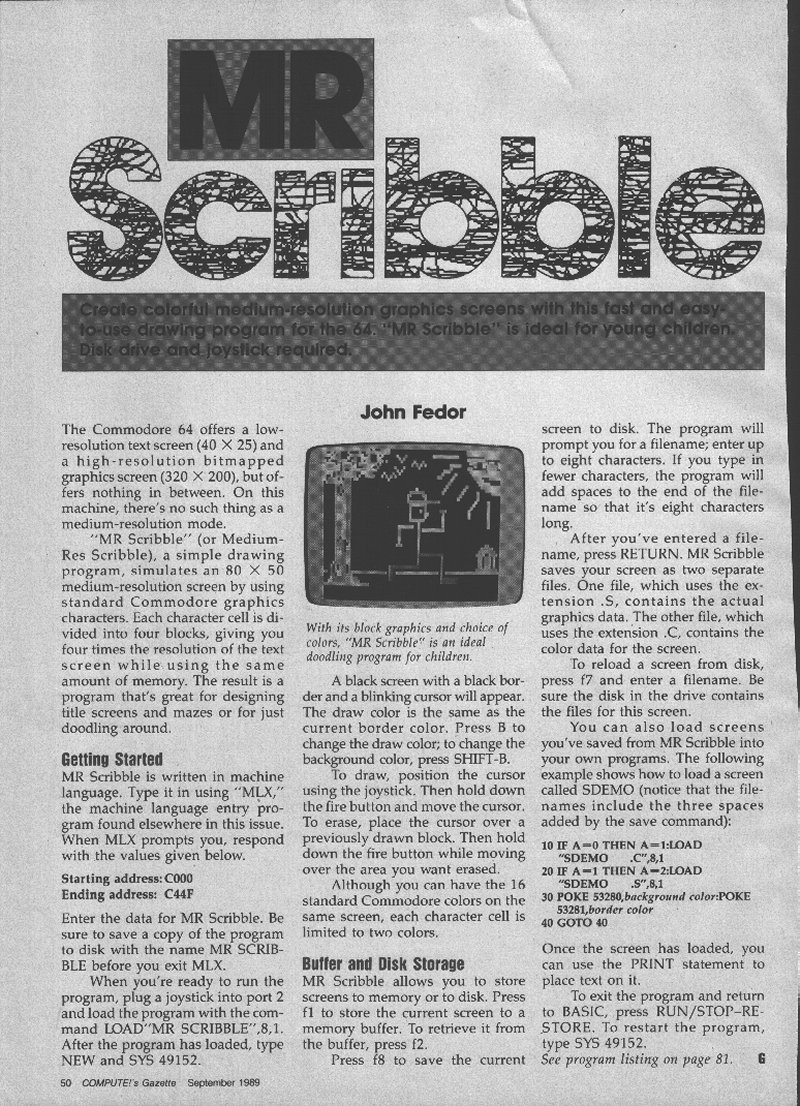 MR
Scribble
Create colorful medium-resolution graphics screens with this fast and easy-
to-use drawing program for the 64. "MR Scribble" is ideal for young children.
Disk drive and joystick required.
John Fedor
The Commodore 64 offers a low-
resolution text screen (40 × 25) and
a high-resolution bitmapped
graphics screen (320 × 200), but of-
fers nothing in between. On this
machine, there's no such thing as a
medium-resolution mode.
"MR Scribble" (or Medium-
Res Scribble), a simple drawing
program, simulates an 80 × 50
medium-resolution screen by using
standard Commodore graphics
characters. Each character cell is di-
vided into four blocks, giving you
four times the resolution of the text
screen while using the same
amount of memory. The result is a
program that's great for designing
title screens and mazes or for just
doodling around.
Getting Started
MR Scribble is written in machine
language. Type it in using "MLX,"
the machine language entry pro-
gram found elsewhere in this issue.
When MLX prompts you, respond
with the values given below.
Starting address: C000
Ending address: C44F
Enter the data for MR Scribble. Be
sure to save a copy of the program
to disk with the name MR SCRIB-
BLE before you exit MLX.
When you're ready to run the
program, plug a joystick into port 2
and load the program with the com-
mand LOAD"MR SCRIBBLE",8,1.
After the program has loaded, type
NEW and SYS 49152.
With its block graphics and choice of
colors, "MR Scribble" is an ideal
doodling program for children.
A black screen with a black bor-
der and a blinking cursor will appear.
The draw color is the same as the
current border color. Press B to
change the draw color; to change the
background color, press SHIFT-B.
To draw, position the cursor
using the joystick. Then hold down
the fire button and move the cursor.
To erase, place the cursor over a
previously drawn block. Then hold
down the fire button while moving
over the area you want erased.
Although you can have the 16
standard Commodore colors on the
same screen, each character cell is
limited to two colors.
Buffer and Disk Storage
MR Scribble allows you to store
screens to memory or to disk. Press
f1 to store the current screen to a
memory buffer. To retrieve it from
the buffer, press f2.
Press f8 to save the current
screen to disk. The program will
prompt you for a filename; enter up
to eight characters. If you type in
fewer characters, the program will
add spaces to the end of the file-
name so that it's eight characters
long.
After you've entered a file-
name, press RETURN. MR Scribble
saves your screen as two separate
files. One file, which uses the ex-
tension .S, contains the actual
graphics data. The other file, which
uses the extension .C, contains the
color data for the screen.
To reload a screen from disk,
press f7 and enter a filename. Be
sure the disk in the drive contains
the files for this screen.
You can also load screens
you've saved from MR Scribble into
your own programs. The following
example shows how to load a screen
called SDEMO (notice that the file-
names include the three spaces
added by the save command):
10 IF A=0 THEN A=1:LOAD
"SDEMO   .C",8,1
20 IF A=1 THEN A=2:LOAD
"SDEMO   .S",8,1
30 POKE 53280,background color:POKE
53281,border color
40 GOTO 40
Once the screen has loaded, you
can use the PRINT statement to
place text on it.
To exit the program and return
to BASIC, press RUN/STOP–RE-
STORE. To restart the program,
type SYS 49152.
See program listing on page 81. G
50 COMPUTE!'s Gazette September 1989